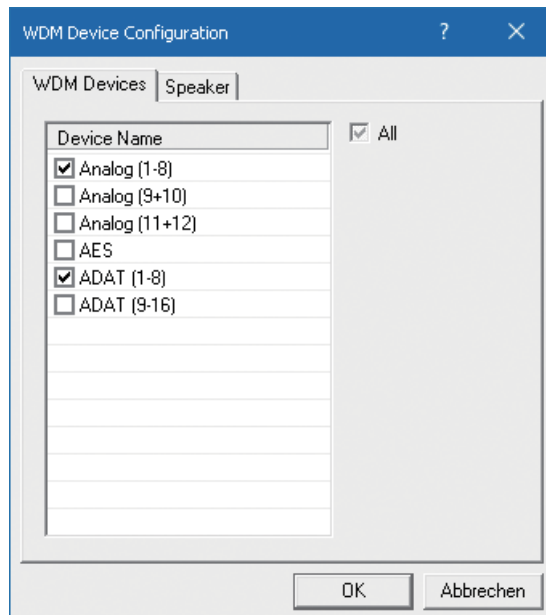 WDM Device Configuration ?
WDM Devices Speaker
Device Name All
Analog (1-8)
Analog (9+10)
Analog (11+12)
AES
ADAT (1-8)
ADAT (9-16)
OK Abbrechen